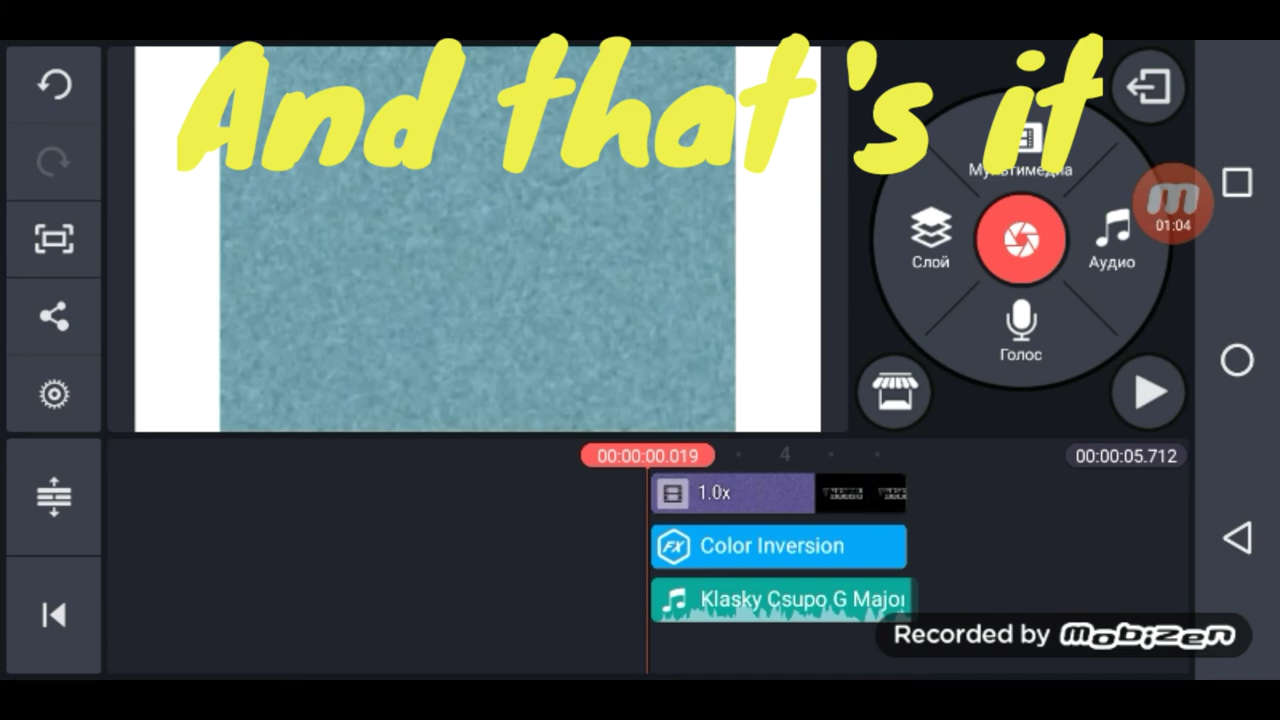 And that's it
Мультимедиа
m
01:04
Слой
Аудио
Голос
00:00:00.019
4
00:00:05.712
1.0x
FX Color Inversion
Klasky Csupo G Major
Recorded by mobizen